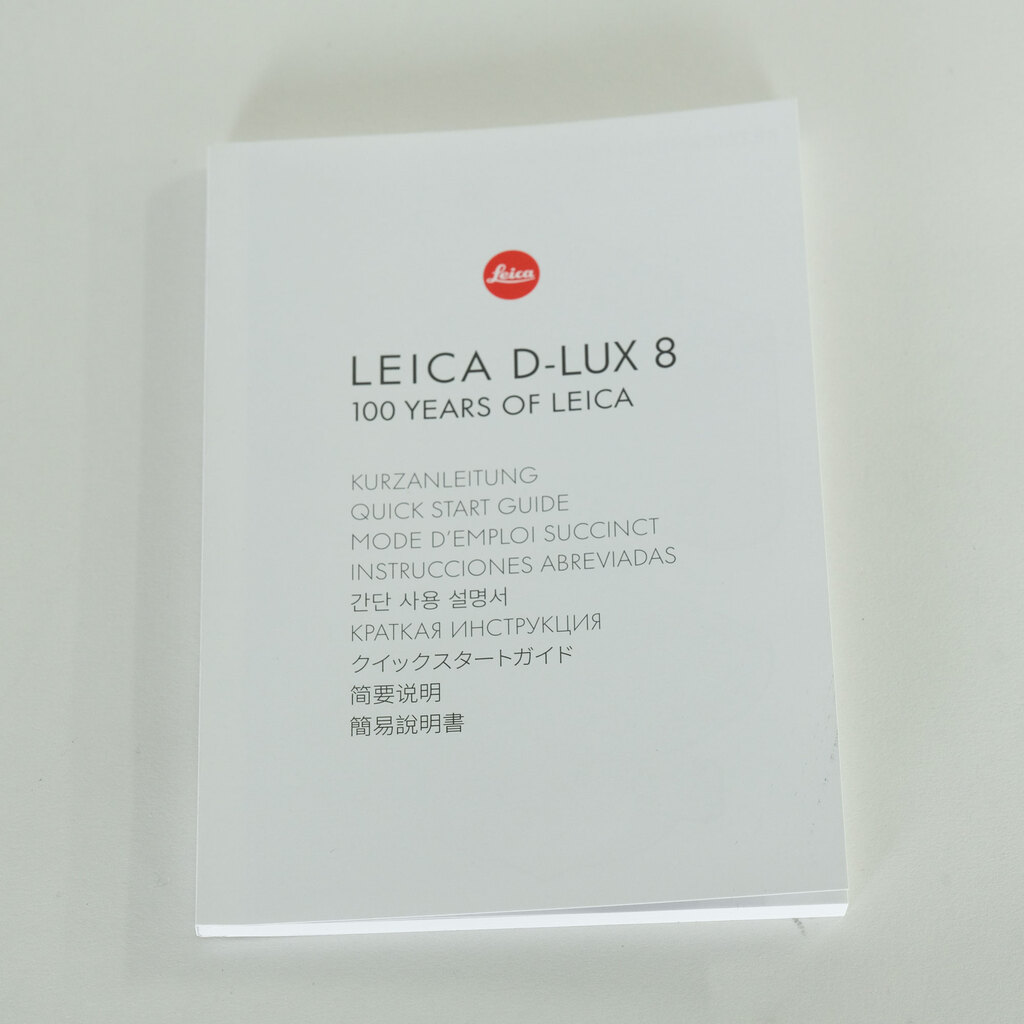 Leica
LEICA D-LUX 8
100 YEARS OF LEICA
KURZANLEITUNG
QUICK START GUIDE
MODE D'EMPLOI SUCCINCT
INSTRUCCIONES ABREVIADAS
간단 사용 설명서
КРАТКАЯ ИНСТРУКЦИЯ
クイックスタートガイド
简要说明
簡易說明書